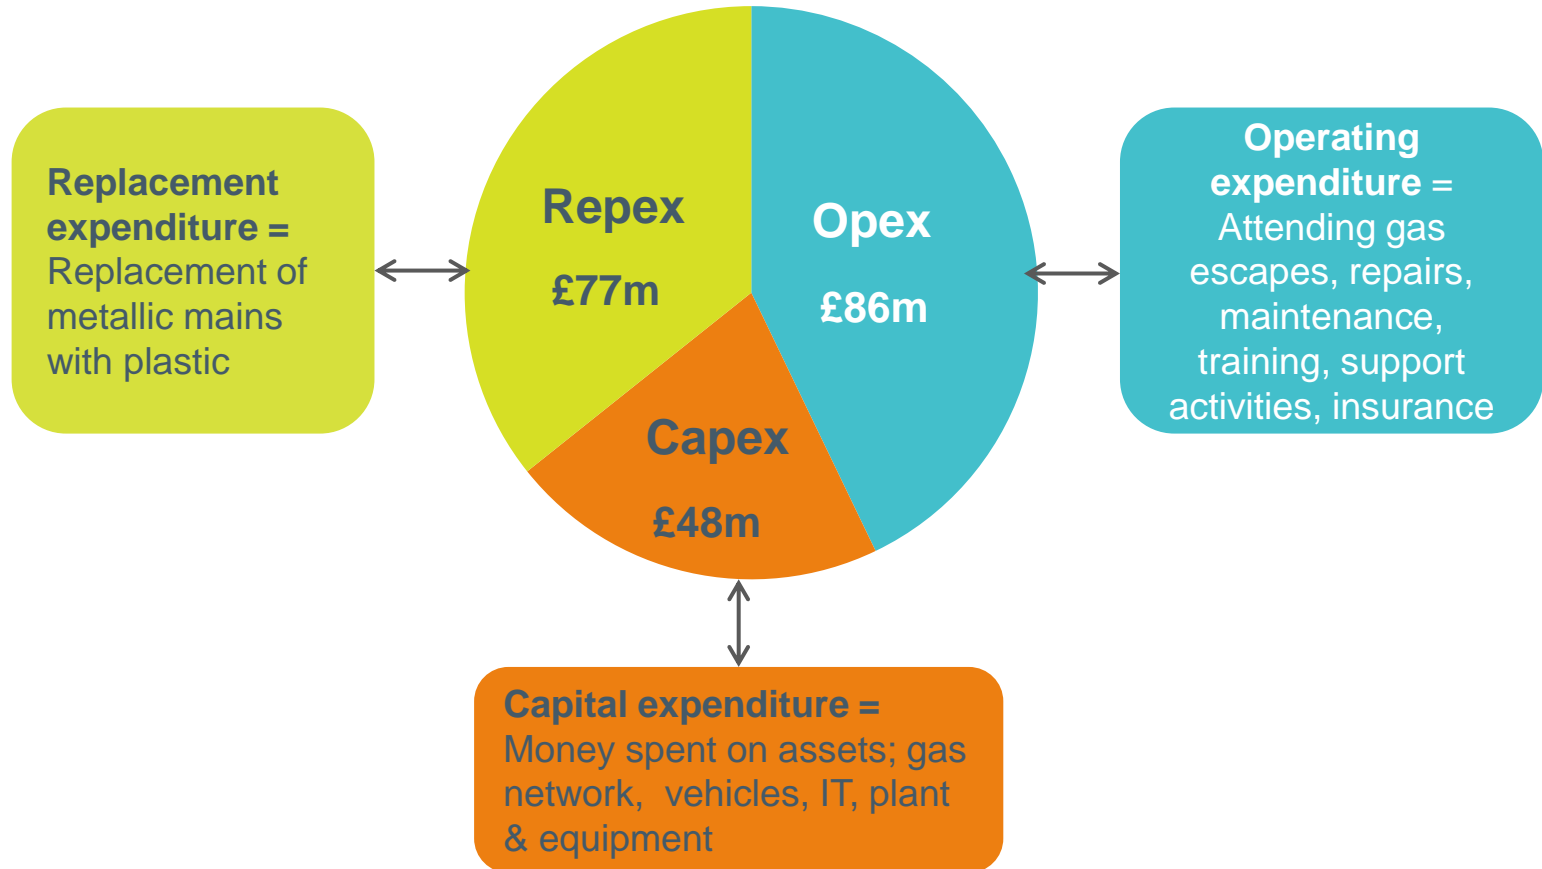 Replacement
expenditure =
Replacement of
metallic mains
with plastic
Repex
£77m
Opex
£86m
Capex
£48m
Operating
expenditure =
Attending gas
escapes, repairs,
maintenance,
training, support
activities, insurance
Capital expenditure =
Money spent on assets; gas
network,  vehicles, IT, plant
& equipment